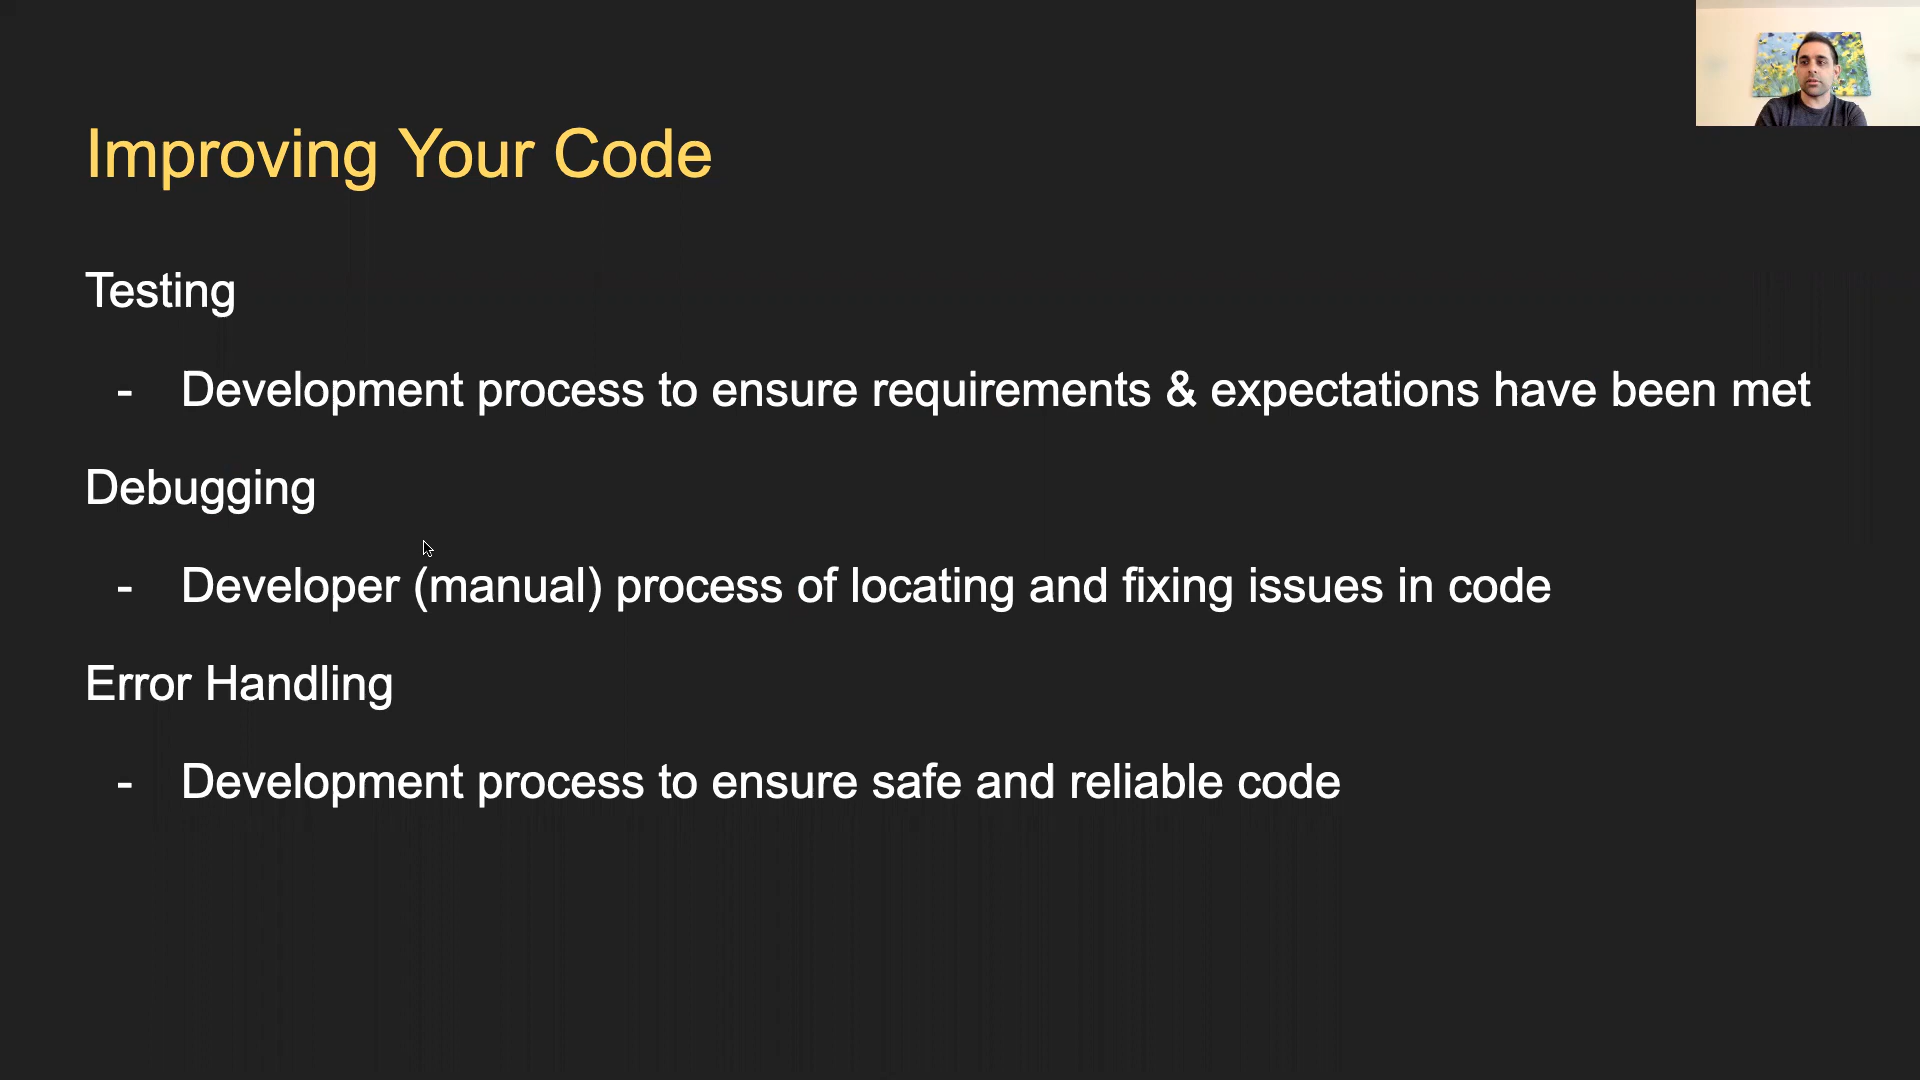 Improving Your Code
Testing
- Development process to ensure requirements & expectations have been met
Debugging
- Developer (manual) process of locating and fixing issues in code
Error Handling
- Development process to ensure safe and reliable code